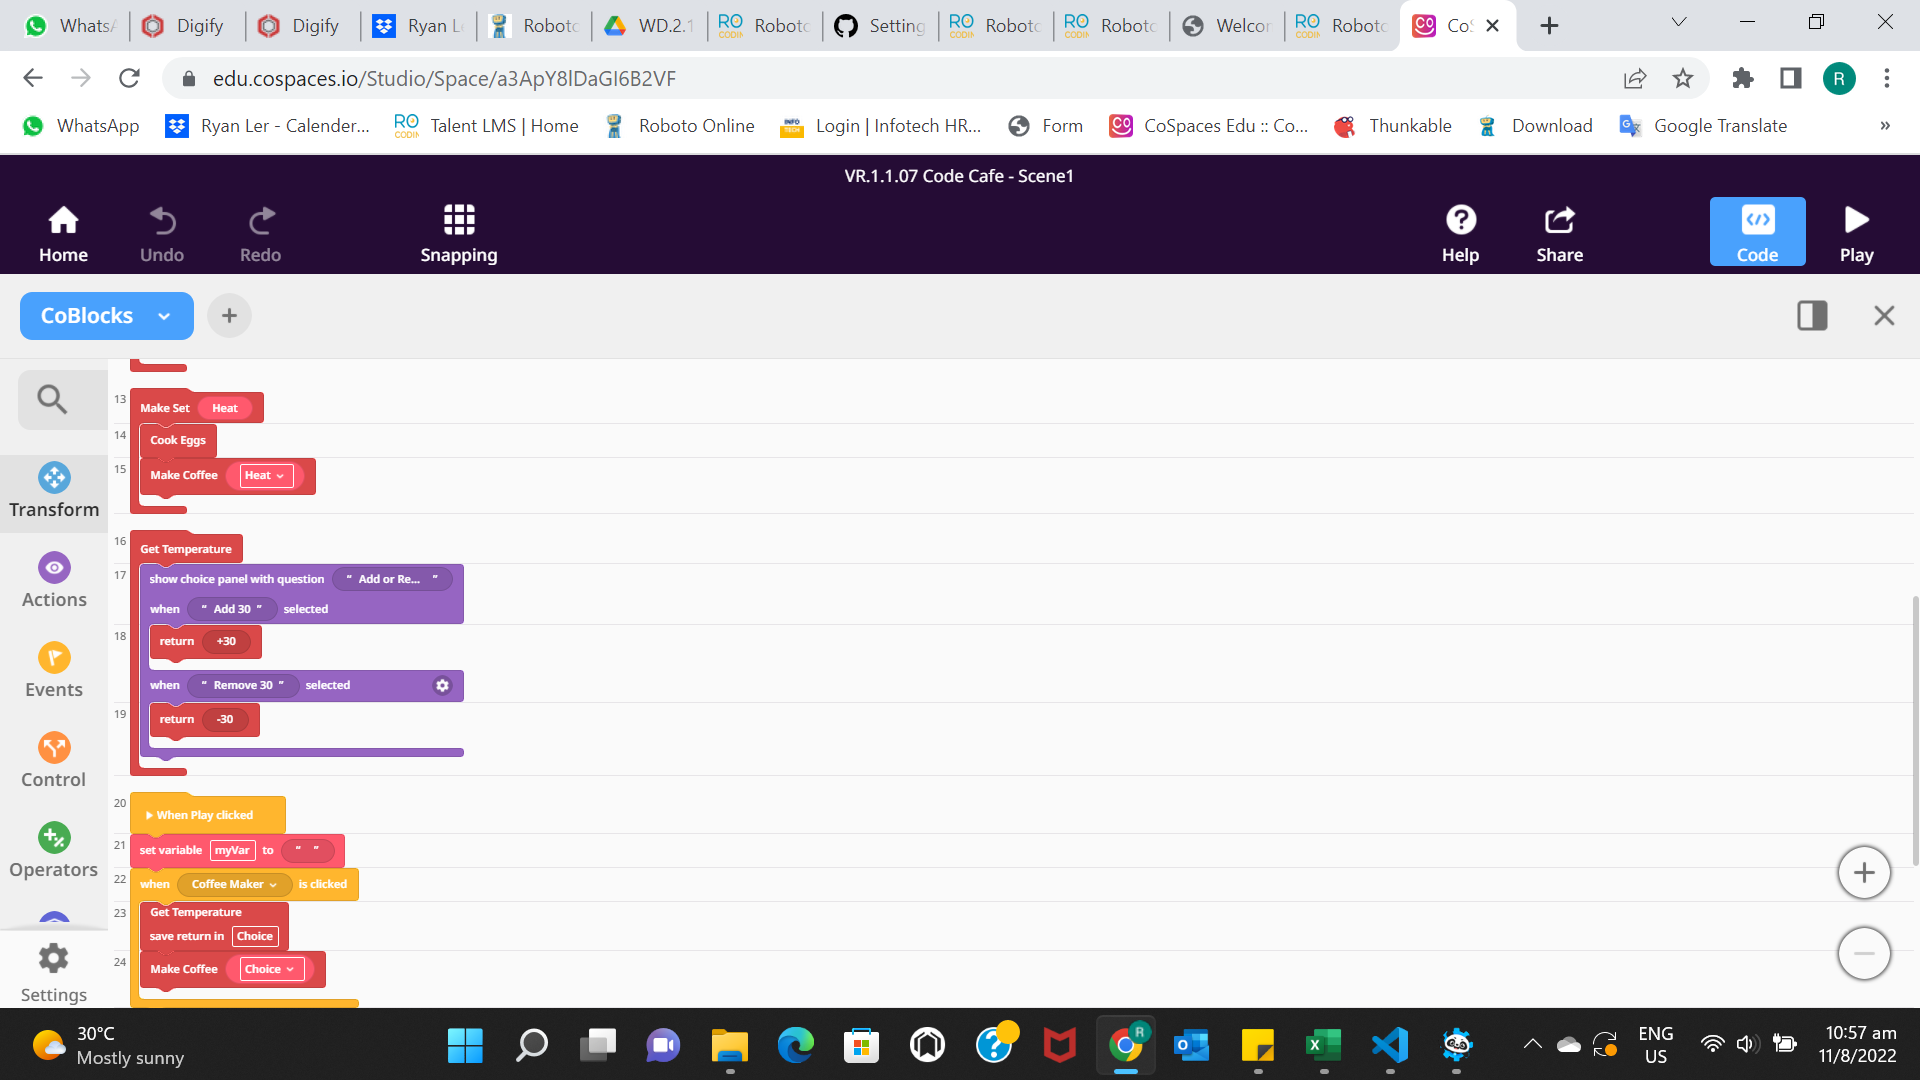 WhatsA Digify Digify Ryan Le Roboto WD.2.1 Roboto Setting Roboto Roboto Welcor Roboto CoS
edu.cospaces.io/Studio/Space/a3ApY8lDaGI6B2VF R
WhatsApp Ryan Ler - Calender... Talent LMS | Home Roboto Online Login | Infotech HR... Form CoSpaces Edu :: Co... Thunkable Download Google Translate »
VR.1.1.07 Code Cafe - Scene1
Home Undo Redo Snapping Help Share Code Play
CoBlocks
13 Make Set Heat
14 Cook Eggs
15 Make Coffee Heat
16 Get Temperature
17 show choice panel with question “ Add or Re... ”
when “ Add 30 ” selected
18 return +30
when “ Remove 30 ” selected
19 return -30
20 When Play clicked
21 set variable myVar to “ ”
22 when Coffee Maker is clicked
23 Get Temperature
save return in Choice
24 Make Coffee Choice
Transform
Actions
Events
Control
Operators
Settings
30°C
Mostly sunny
ENG
US
10:57 am
11/8/2022